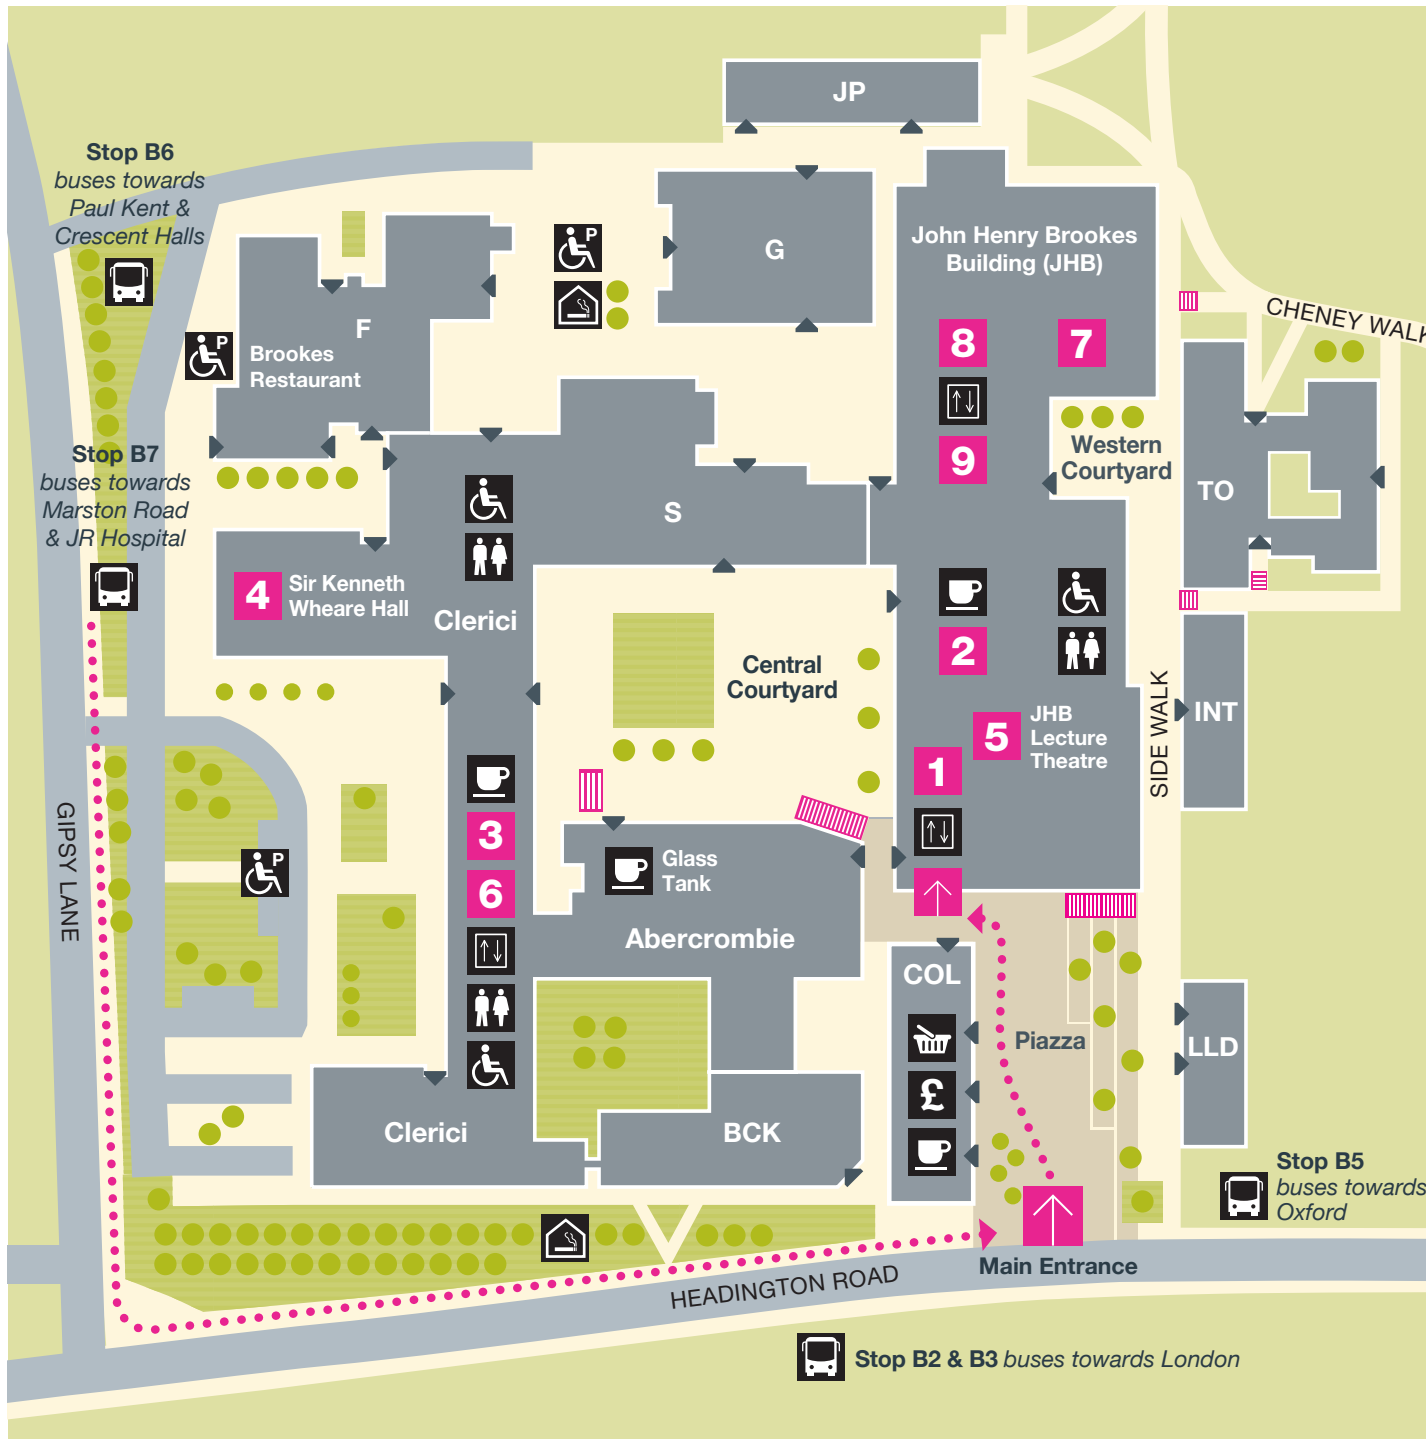 JP
Stop B6
buses towards
Paul Kent &
Crescent Halls
G
John Henry Brookes
Building (JHB)
P
P
F
Brookes
Restaurant
8
7
9
CHENEY WALK
Western
Courtyard
Stop B7
buses towards
Marston Road
& JR Hospital
S
TO
4
Sir Kenneth
Wheare Hall
Clerici
2
Central
Courtyard
5
JHB
Lecture
Theatre
INT
SIDE WALK
1
3
6
Glass
Tank
GIPSY LANE
P
Abercrombie
COL
Piazza
LLD
£
Clerici
BCK
Stop B5
buses towards
Oxford
Main Entrance
HEADINGTON ROAD
Stop B2 & B3 buses towards London